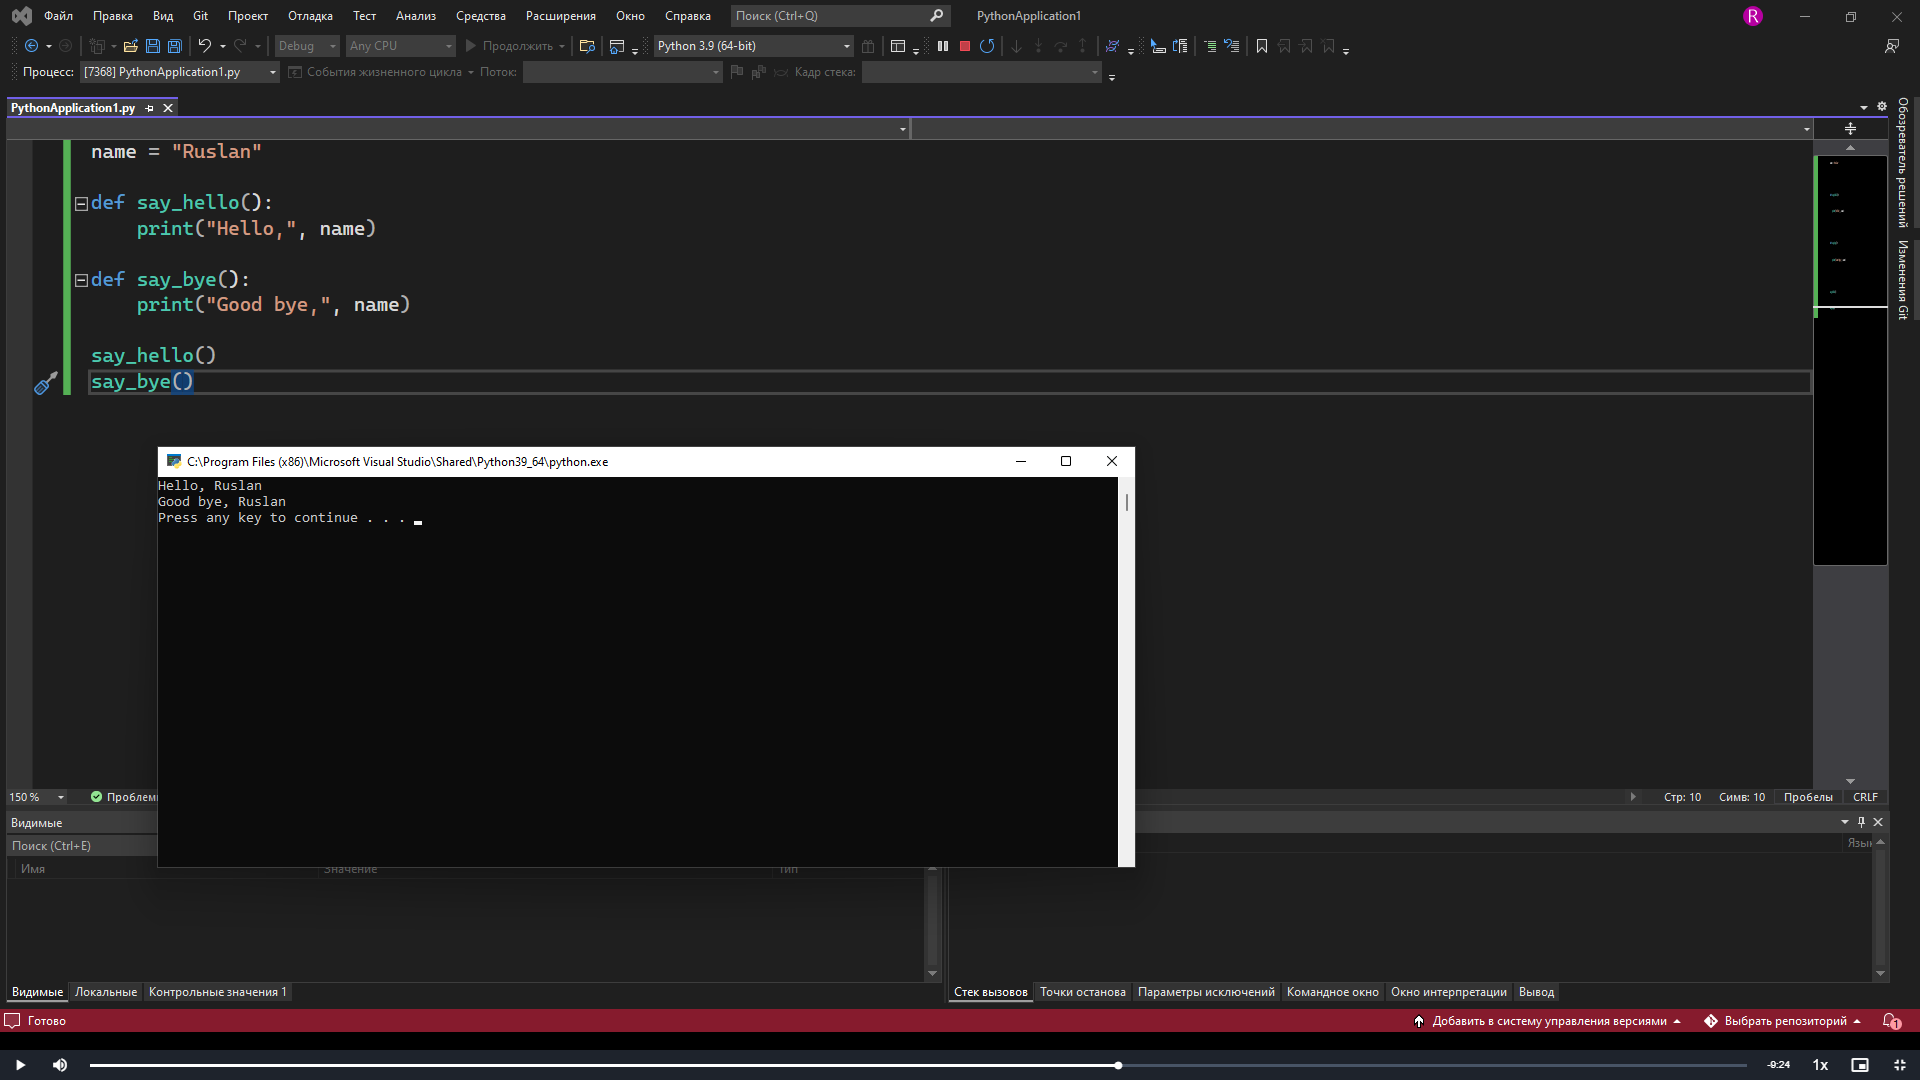 Файл Правка Вид Git Проект Отладка Тест Анализ Средства Расширения Окно Справка Поиск (Ctrl+Q) PythonApplication1 R
Debug Any CPU Продолжить Python 3.9 (64-bit)
Процесс: [7368] PythonApplication1.py События жизненного цикла Поток: Кадр стека:
PythonApplication1.py
Обозреватель решений
Изменения Git
name = "Ruslan"
def say_hello():
print("Hello,", name)
def say_bye():
print("Good bye,", name)
say_hello()
say_bye()
C:\Program Files (x86)\Microsoft Visual Studio\Shared\Python39_64\python.exe
Hello, Ruslan
Good bye, Ruslan
Press any key to continue . . .
150 % Стр: 10 Симв: 10 Пробелы CRLF
Видимые
Поиск (Ctrl+E)
Имя Значение Тип
Видимые Локальные Контрольные значения 1 Стек вызовов Точки останова Параметры исключений Командное окно Окно интерпретации Вывод
Готово Добавить в систему управления версиями Выбрать репозиторий 1
-9:24 1x